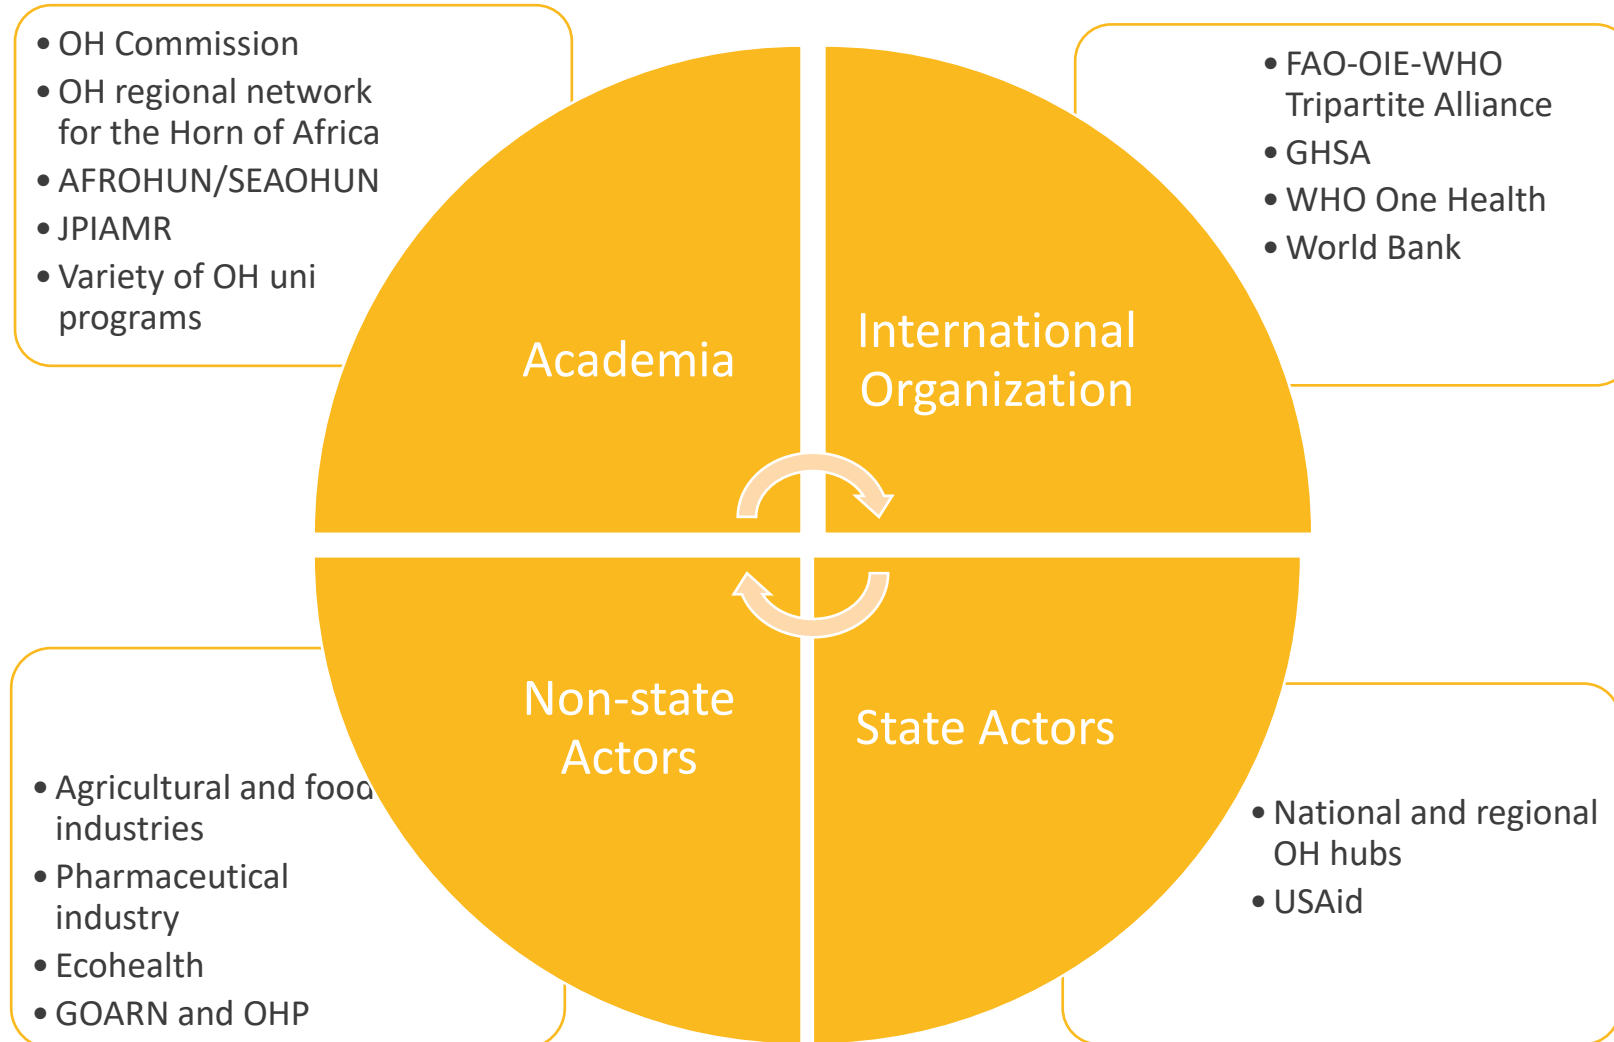 • OH Commission
• OH regional network
for the Horn of Africa
• AFROHUN/SEAOHUN
• JPIAMR
• Variety of OH uni
programs
• FAO-OIE-WHO
Tripartite Alliance
• GHSA
• WHO One Health
• World Bank
Academia
International
Organization
Non-state
Actors
State Actors
• Agricultural and food
industries
• Pharmaceutical
industry
• Ecohealth
• GOARN and OHP
• National and regional
OH hubs
• USAid